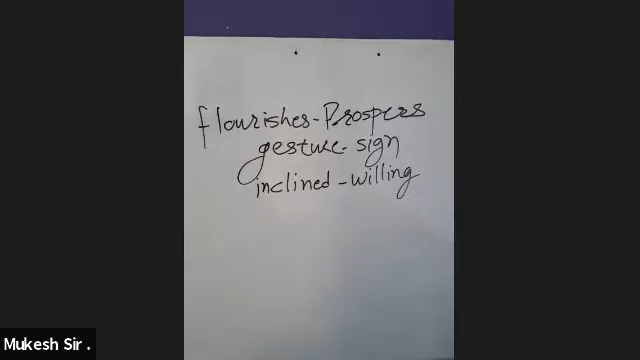 flourishes-Prospers
gesture-sign
inclined-willing
Mukesh Sir .